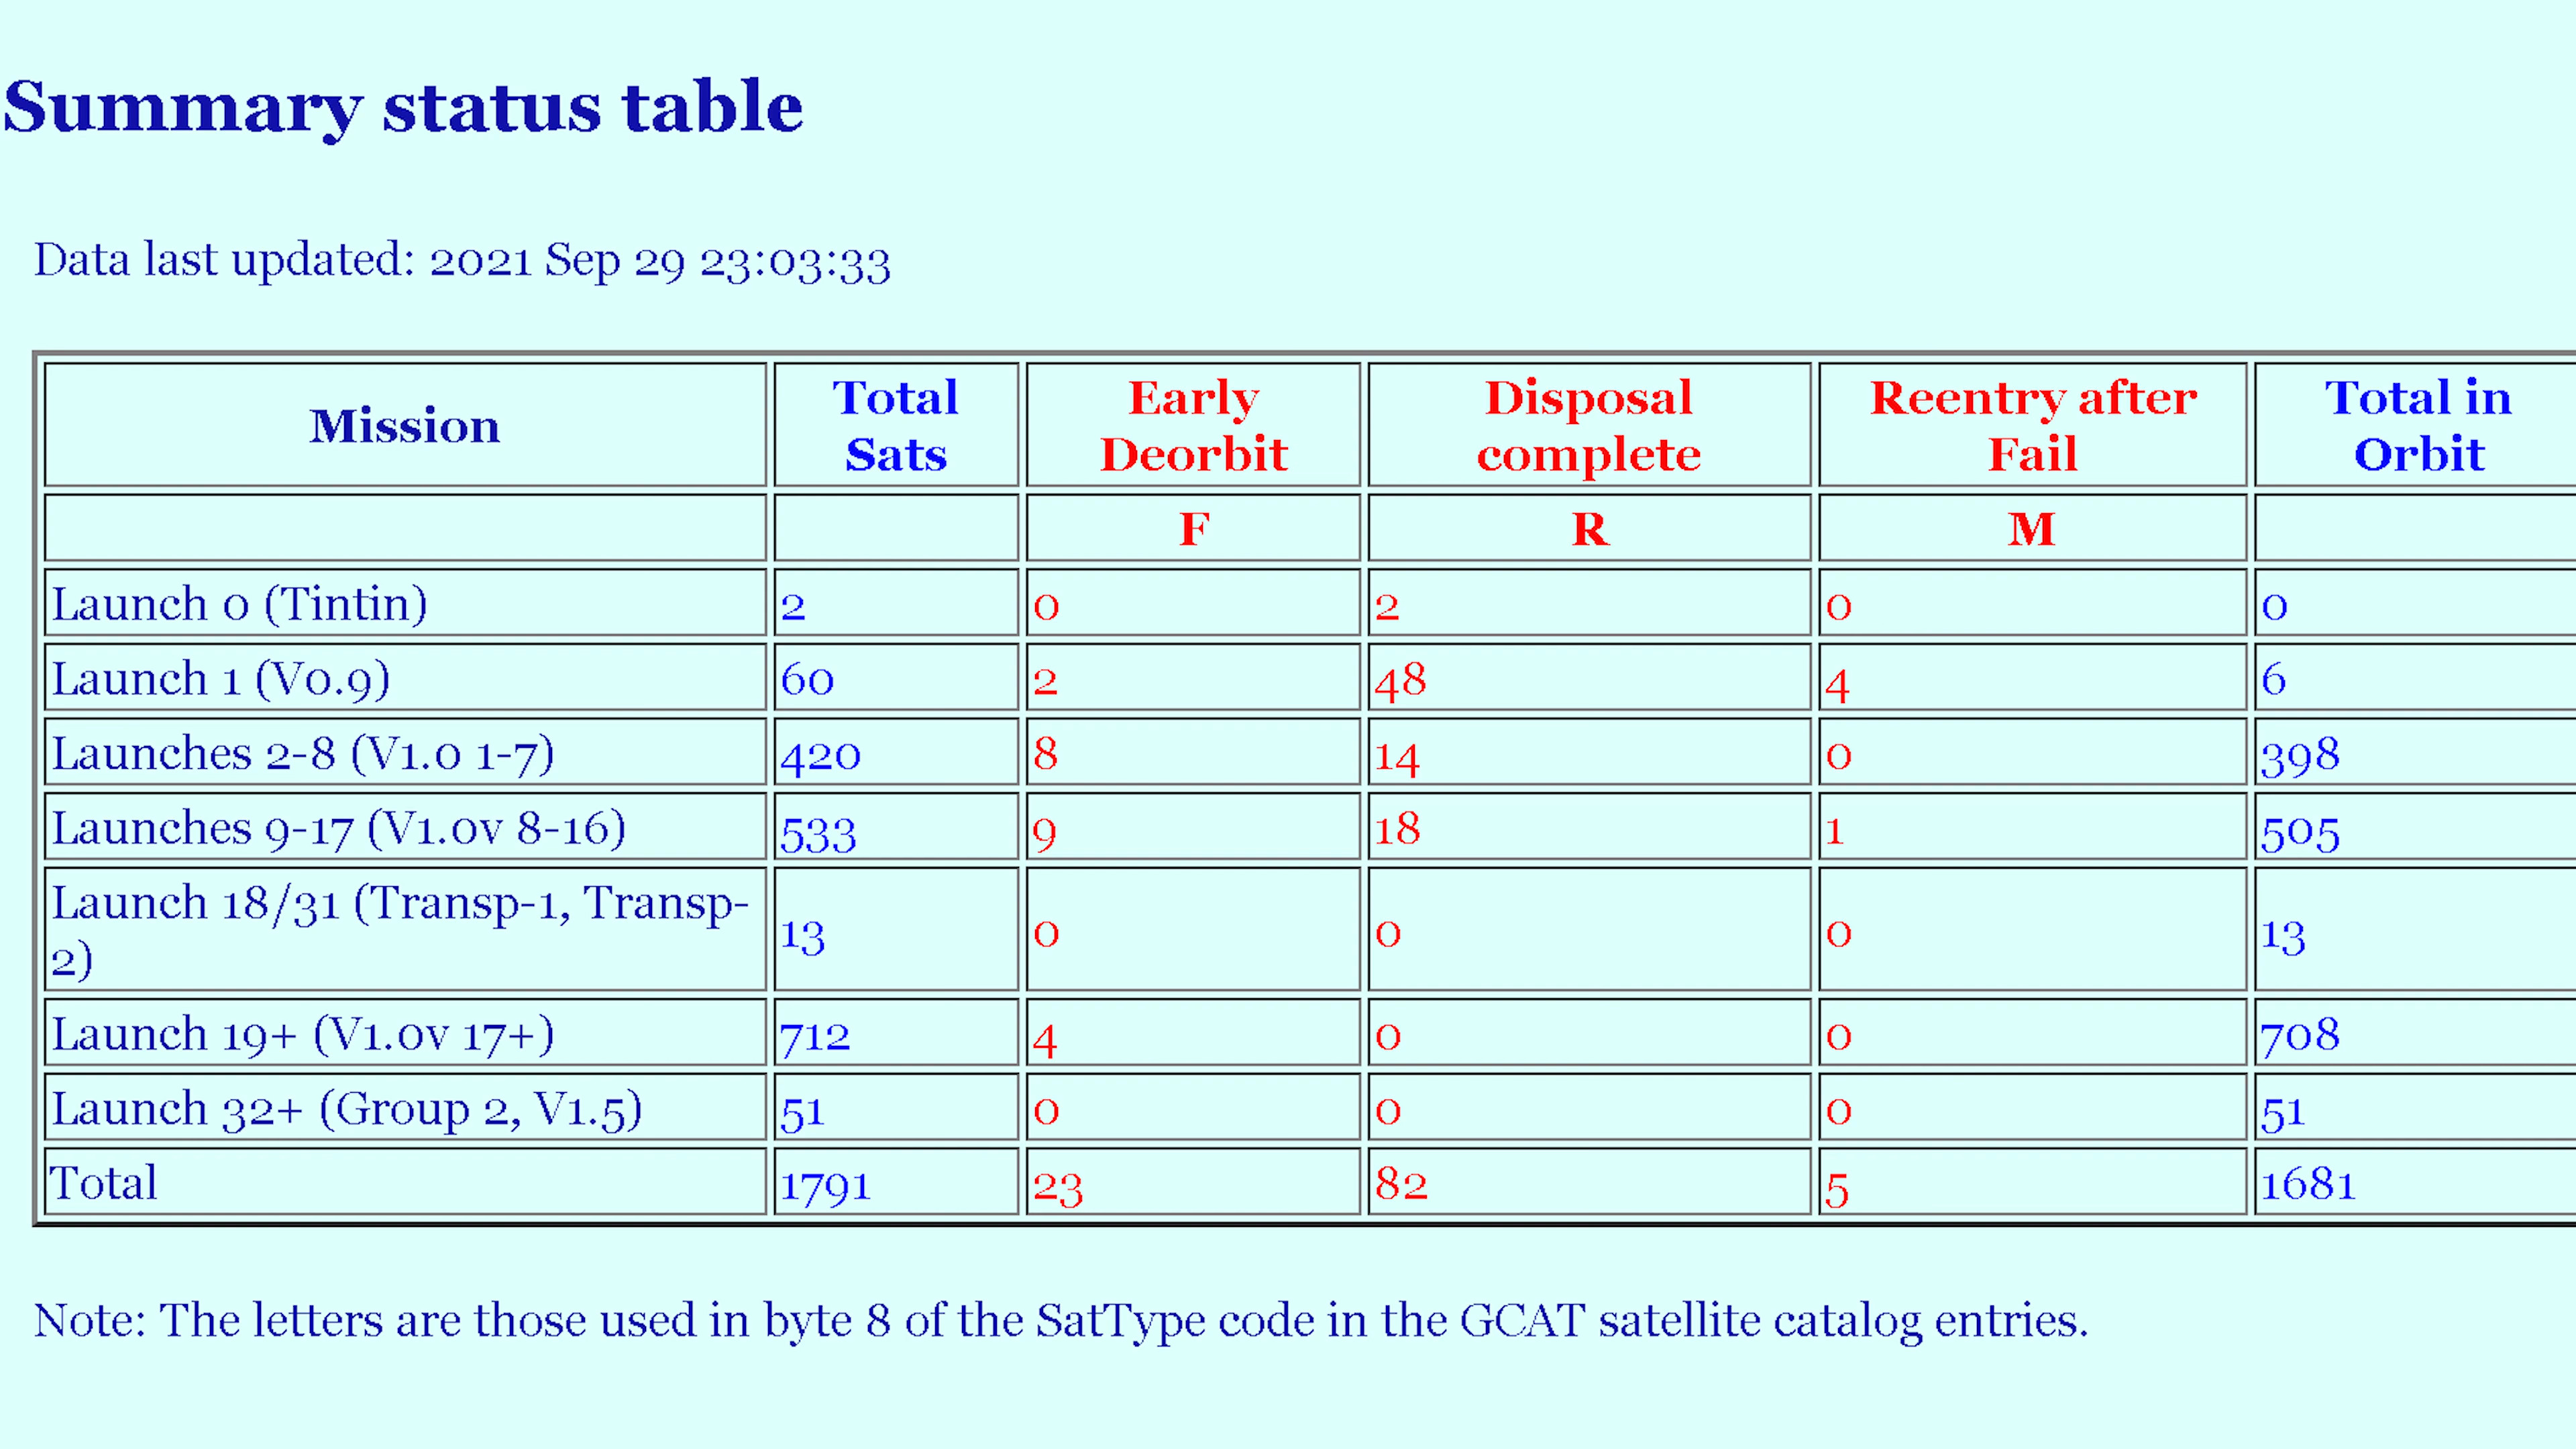 Summary status table
Data last updated: 2021 Sep 29 23:03:33
Mission Total Sats Early Deorbit Disposal complete Reentry after Fail Total in Orbit
F R M
Launch 0 (Tintin) 2 0 2 0 0
Launch 1 (V0.9) 60 2 48 4 6
Launches 2-8 (V1.0 1-7) 420 8 14 0 398
Launches 9-17 (V1.0v 8-16) 533 9 18 1 505
Launch 18/31 (Transp-1, Transp-2) 13 0 0 0 13
Launch 19+ (V1.0v 17+) 712 4 0 0 708
Launch 32+ (Group 2, V1.5) 51 0 0 0 51
Total 1791 23 82 5 1681
Note: The letters are those used in byte 8 of the SatType code in the GCAT satellite catalog entries.